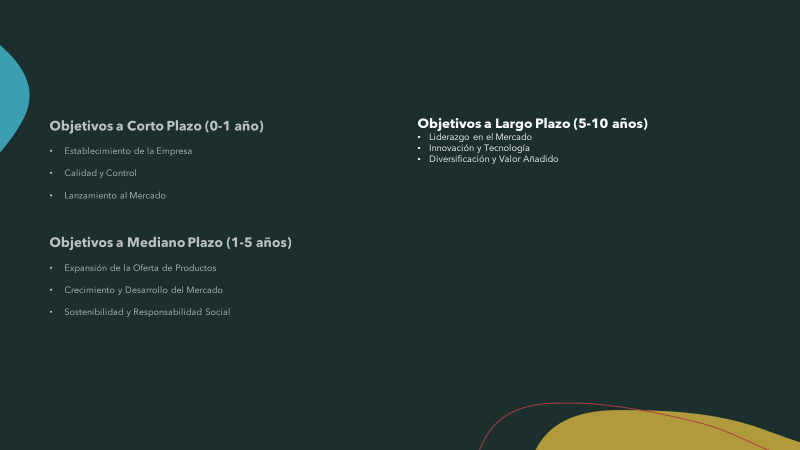 Objetivos a Corto Plazo (0-1 año)
• Establecimiento de la Empresa
• Calidad y Control
• Lanzamiento al Mercado
Objetivos a Mediano Plazo (1-5 años)
• Expansión de la Oferta de Productos
• Crecimiento y Desarrollo del Mercado
• Sostenibilidad y Responsabilidad Social
Objetivos a Largo Plazo (5-10 años)
• Liderazgo en el Mercado
• Innovación y Tecnología
• Diversificación y Valor Añadido